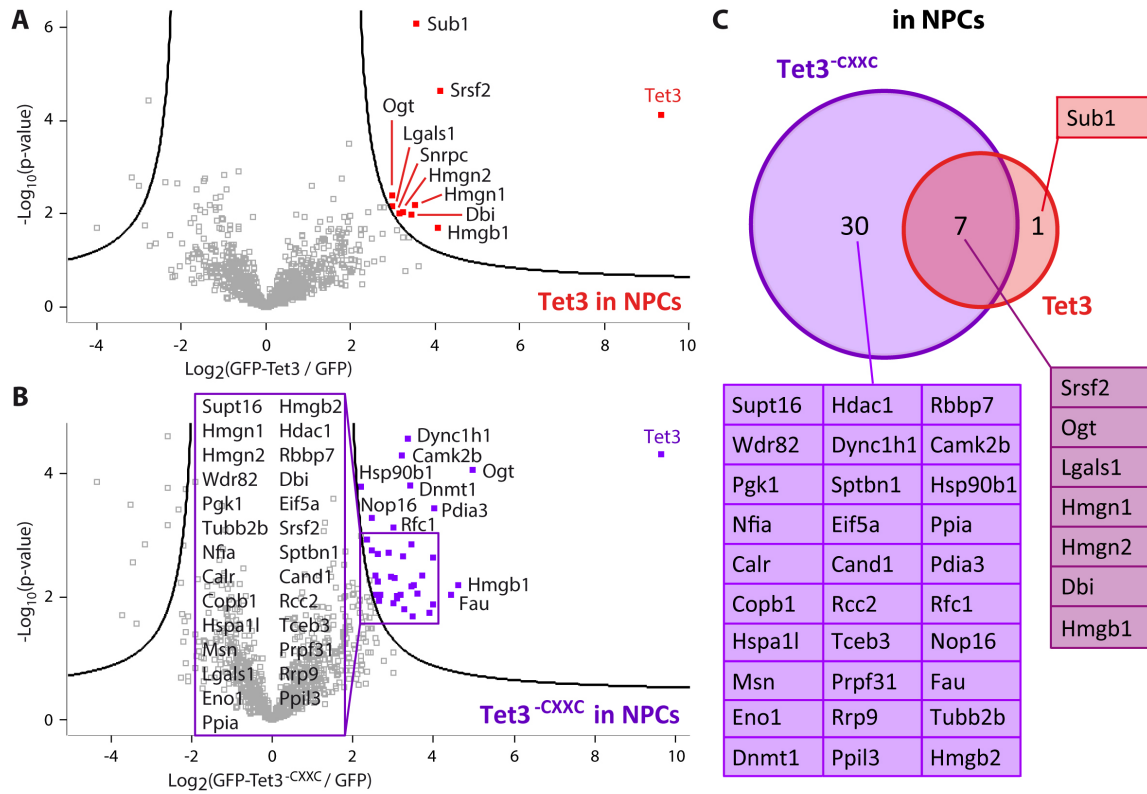 A
6
4
2
0
-Log10(p-value)
Sub1
Srsf2
Tet3
Ogt
Lgals1
Snrpc
Hmgn2
Hmgn1
Dbi
Hmgb1
Tet3 in NPCs
-4 -2 0 2 4 6 8 10
Log2(GFP-Tet3 / GFP)
B
4
2
0
-Log10(p-value)
Supt16 Hmgb2
Hmgn1 Hdac1
Hmgn2 Rbbp7
Wdr82 Dbi
Pgk1 Eif5a
Tubb2b Srsf2
Nfia Sptbn1
Calr Cand1
Copb1 Rcc2
Hspa1l Tceb3
Msn Prpf31
Lgals1 Rrp9
Eno1 Ppil3
Ppia
Dync1h1
Camk2b
Tet3
Hsp90b1
Ogt
Dnmt1
Nop16
Pdia3
Rfc1
Hmgb1
Fau
Tet3-CXXC in NPCs
-4 -2 0 2 4 6 8 10
Log2(GFP-Tet3-CXXC / GFP)
C
in NPCs
Tet3-CXXC
Sub1
30 7 1
Tet3
Supt16 Hdac1 Rbbp7
Wdr82 Dync1h1 Camk2b
Pgk1 Sptbn1 Hsp90b1
Nfia Eif5a Ppia
Calr Cand1 Pdia3
Copb1 Rcc2 Rfc1
Hspa1l Tceb3 Nop16
Msn Prpf31 Fau
Eno1 Rrp9 Tubb2b
Dnmt1 Ppil3 Hmgb2
Srsf2
Ogt
Lgals1
Hmgn1
Hmgn2
Dbi
Hmgb1